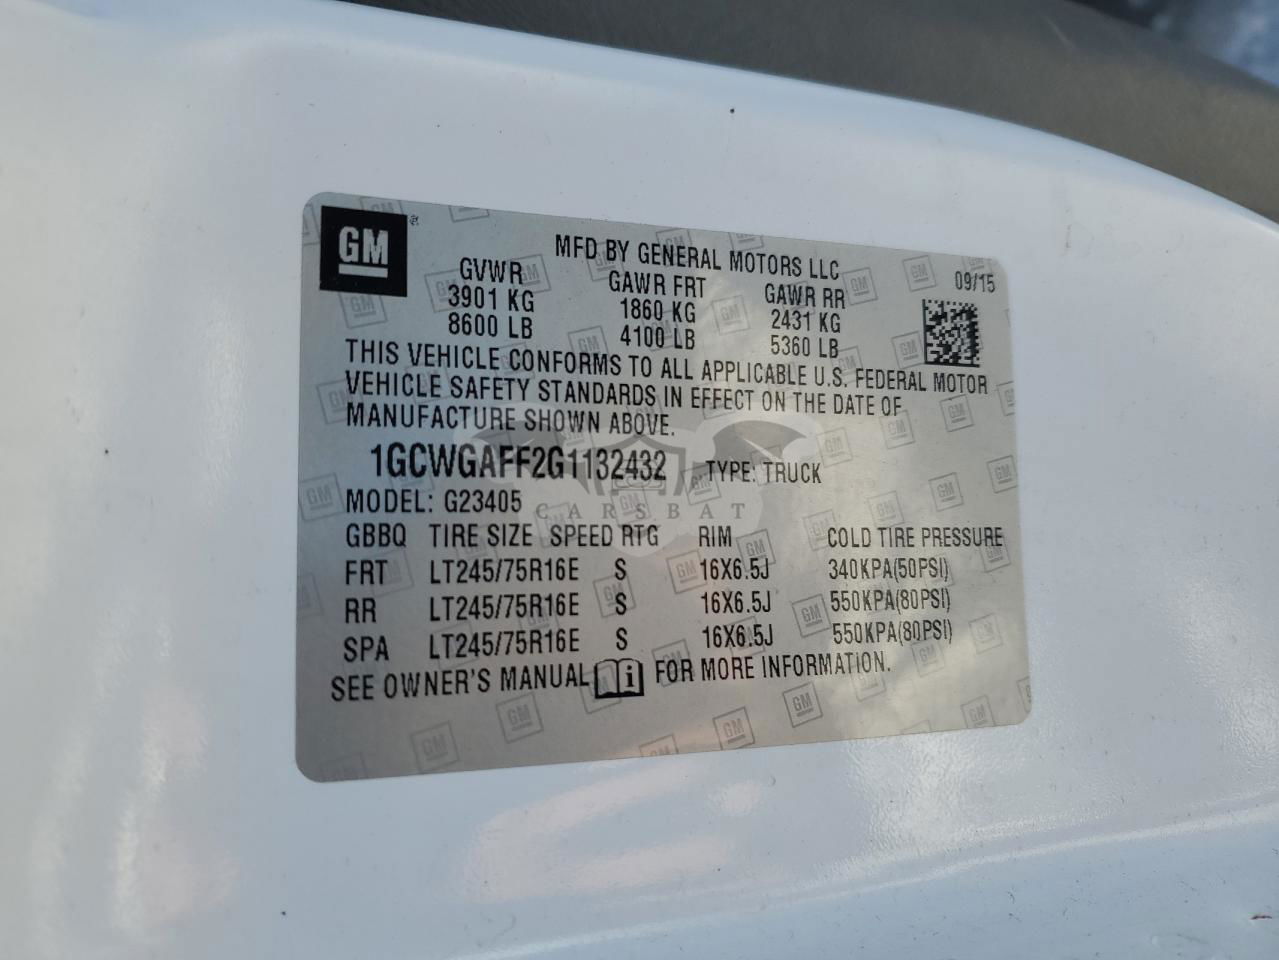 GM
MFD BY GENERAL MOTORS LLC
09/15
GVWR GAWR FRT GAWR RR
3901 KG 1860 KG 2431 KG
8600 LB 4100 LB 5360 LB
THIS VEHICLE CONFORMS TO ALL APPLICABLE U.S. FEDERAL MOTOR
VEHICLE SAFETY STANDARDS IN EFFECT ON THE DATE OF
MANUFACTURE SHOWN ABOVE.
1GCWGAFF2G1132432 TYPE: TRUCK
MODEL: G23405
CARSBAT
GBBQ TIRE SIZE SPEED RTG RIM COLD TIRE PRESSURE
FRT LT245/75R16E S 16X6.5J 340KPA(50PSI)
RR LT245/75R16E S 16X6.5J 550KPA(80PSI)
SPA LT245/75R16E S 16X6.5J 550KPA(80PSI)
SEE OWNER'S MANUAL i FOR MORE INFORMATION.